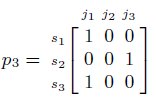 j₁ j₂ j₃
s₁ 1 0 0
p₃ = s₂ 0 0 1
s₃ 1 0 0